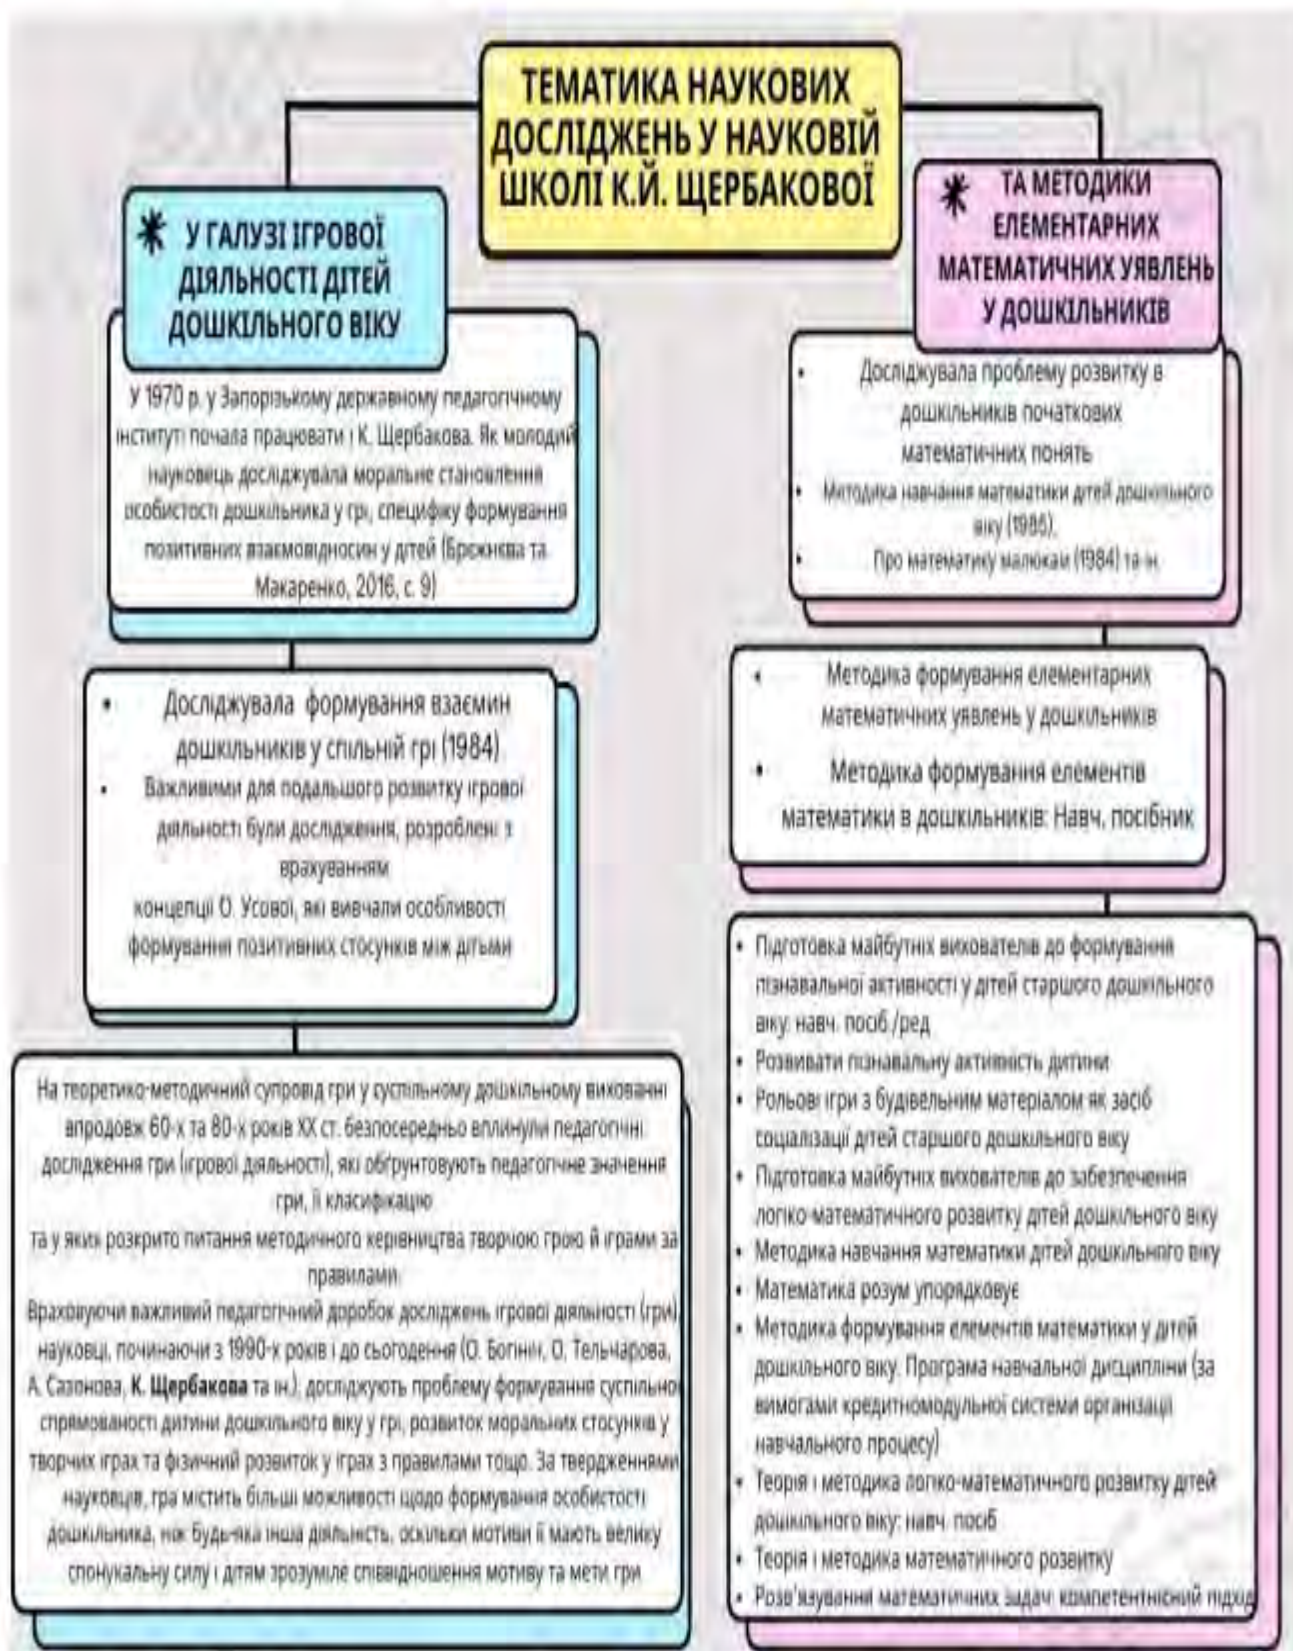 ТЕМАТИКА НАУКОВИХ
ДОСЛІДЖЕНЬ У НАУКОВІЙ
ШКОЛІ К.Й. ЩЕРБАКОВОЇ
У ГАЛУЗІ ІГРОВОЇ
ДІЯЛЬНОСТІ ДІТЕЙ
ДОШКІЛЬНОГО ВІКУ
У 1970 р. у Запорізькому державному педагогічному
інституті почала працювати і К. Щербакова. Як молодий
науковець досліджувала моральне становлення
особистості дошкільника у грі, специфіку формування
позитивних взаємовідносин у дітей (Брєжнєва та
Макаренко, 2016, с. 9)
• Досліджувала формування взаємин
дошкільників у спільній грі (1984)
• Важливими для подальшого розвитку ігрової
діяльності були дослідження, розроблені з
врахуванням
концепції О. Усової, які вивчали особливості
формування позитивних стосунків між дітьми
На теоретико-методичний супровід гри у суспільному дошкільному вихованні
впродовж 60-х та 80-х років ХХ ст. безпосередньо вплинули педагогічні
дослідження гри (ігрової діяльності), які обґрунтовують педагогічне значення
гри, її класифікацію
та у яких розкрито питання методичного керівництва творчою грою й іграми за
правилами.
Враховуючи важливий педагогічний доробок досліджень ігрової діяльності (гри)
науковці, починаючи з 1990-х років і до сьогодення (О. Богініч, О. Тельчарова,
А. Сазонова, К. Щербакова та ін.), досліджують проблему формування суспільної
спрямованості дитини дошкільного віку у грі, розвиток моральних стосунків у
творчих іграх та фізичний розвиток у іграх з правилами тощо. За твердженнями
науковців, гра містить більші можливості щодо формування особистості
дошкільника, ніж будь-яка інша діяльність, оскільки мотиви її мають велику
спонукальну силу і дітям зрозуміле співвідношення мотиву та мети гри
ТА МЕТОДИКИ
ЕЛЕМЕНТАРНИХ
МАТЕМАТИЧНИХ УЯВЛЕНЬ
У ДОШКІЛЬНИКІВ
• Досліджувала проблему розвитку в
дошкільників початкових
математичних понять
• Методика навчання математики дітей дошкільного
віку (1985),
• Про математику малюкам (1984) та ін.
• Методика формування елементарних
математичних уявлень у дошкільників
• Методика формування елементів
математики в дошкільників: Навч. посібник
• Підготовка майбутніх вихователів до формування
пізнавальної активності у дітей старшого дошкільного
віку: навч. посіб./ред
• Розвивати пізнавальну активність дитини
• Рольові ігри з будівельним матеріалом як засіб
соціалізації дітей старшого дошкільного віку
• Підготовка майбутніх вихователів до забезпечення
логіко-математичного розвитку дітей дошкільного віку
• Методика навчання математики дітей дошкільного віку
• Математика розум упорядковує
• Методика формування елементів математики у дітей
дошкільного віку. Програма навчальної дисципліни (за
вимогами кредитномодульної системи організації
навчального процесу)
• Теорія і методика логіко-математичного розвитку дітей
дошкільного віку: навч. посіб
• Теорія і методика математичного розвитку
• Розв'язування математичних задач: компетентнісний підхід